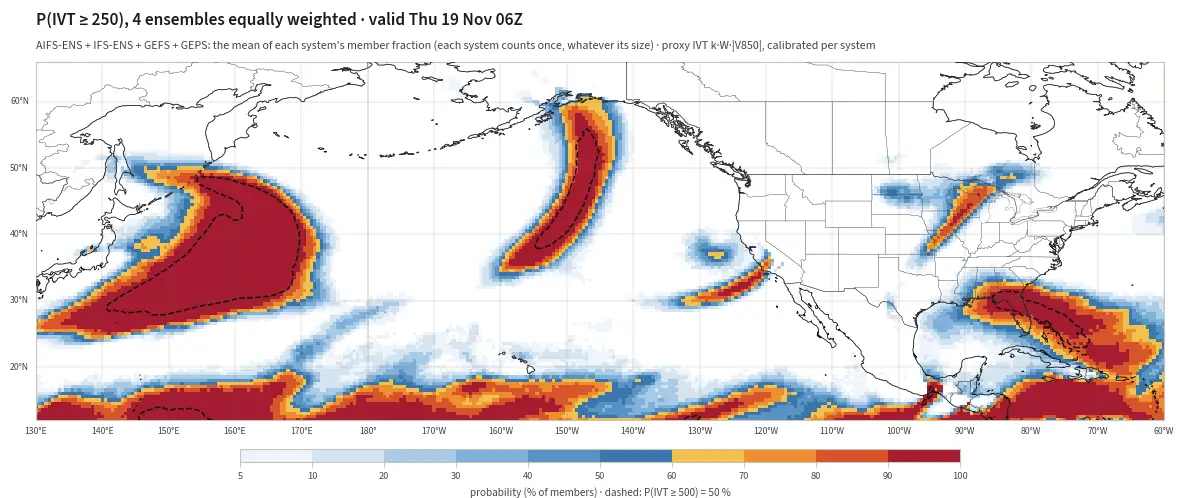 P(IVT ≥ 250), 4 ensembles equally weighted · valid Thu 19 Nov 06Z
AIFS-ENS + IFS-ENS + GEFS + GEPS: the mean of each system's member fraction (each system counts once, whatever its size) · proxy IVT k·W·|V850|, calibrated per system
60°N
50°N
40°N
30°N
20°N
130°E 140°E 150°E 160°E 170°E 180° 170°W 160°W 150°W 140°W 130°W 120°W 110°W 100°W 90°W 80°W 70°W 60°W
5 10 20 30 40 50 60 70 80 90 100
probability (% of members) · dashed: P(IVT ≥ 500) = 50 %